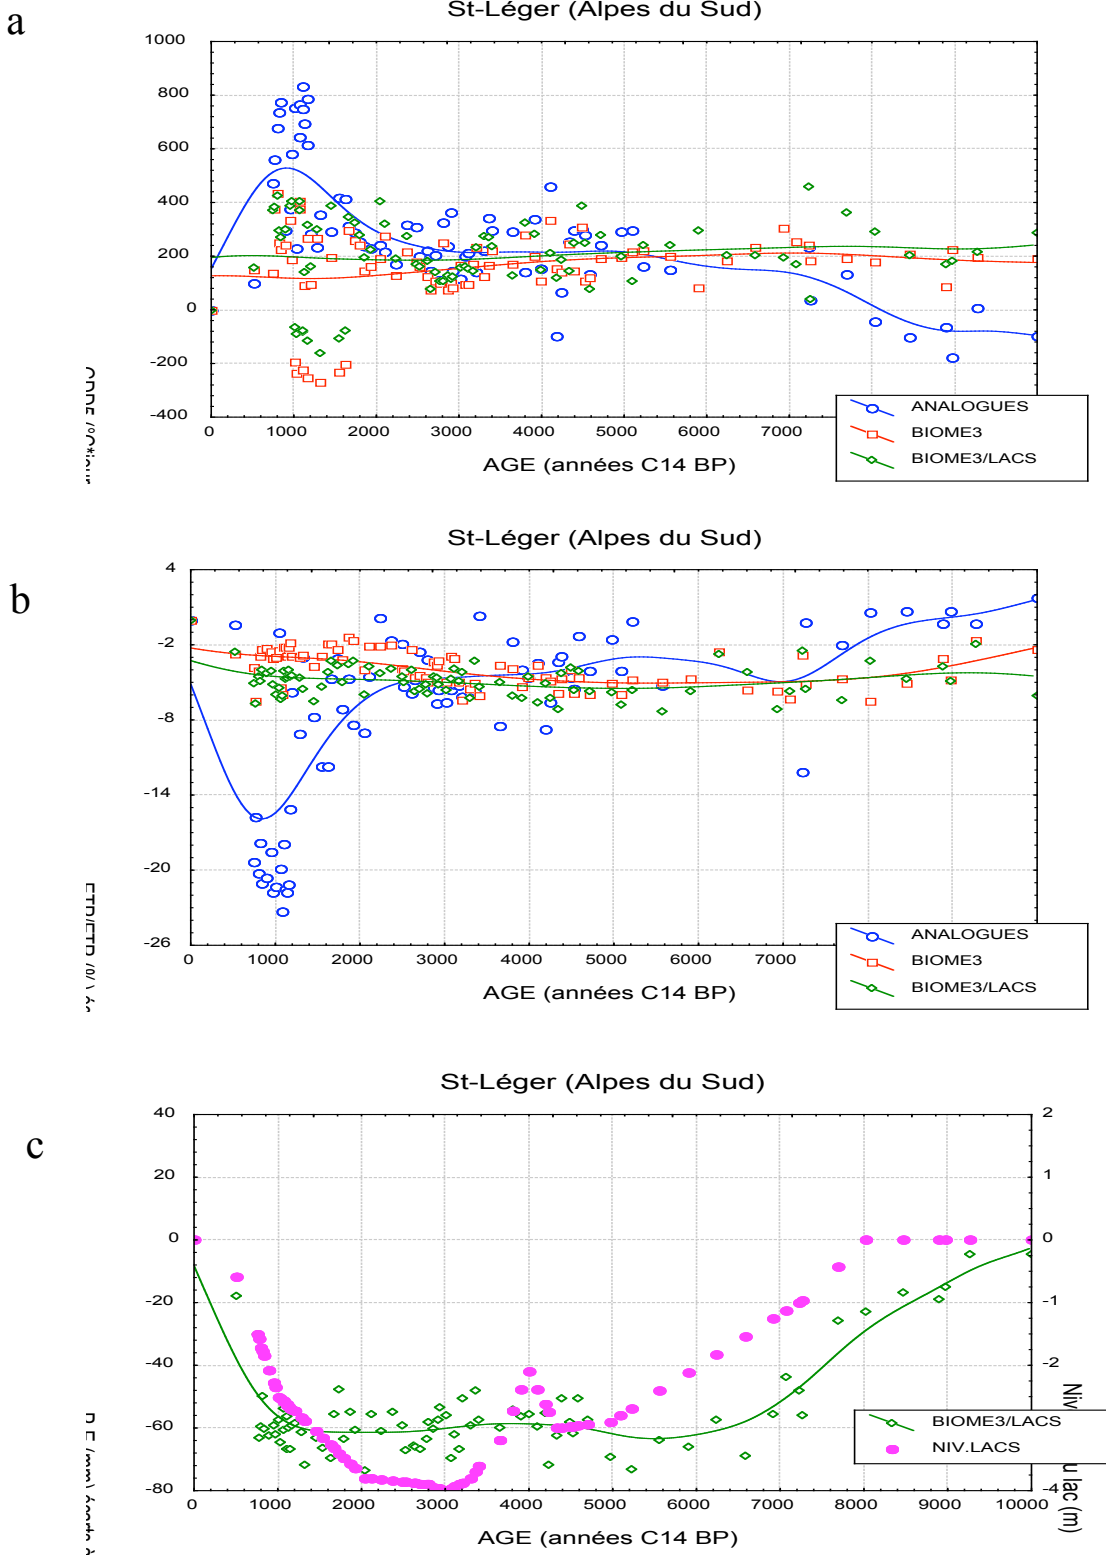 a
St-Léger (Alpes du Sud)
1000
800
600
400
200
0
-200
-400
0 1000 2000 3000 4000 5000 6000 7000
AGE (années C14 BP)
ANALOGUES
BIOME3
BIOME3/LACS
b
St-Léger (Alpes du Sud)
4
-2
-8
-14
-20
-26
0 1000 2000 3000 4000 5000 6000 7000
AGE (années C14 BP)
ANALOGUES
BIOME3
BIOME3/LACS
c
St-Léger (Alpes du Sud)
40
20
0
-20
-40
-60
-80
2
1
0
-1
-2
-4
Niv
u lac (m)
0 1000 2000 3000 4000 5000 6000 7000 8000 9000 10000
AGE (années C14 BP)
BIOME3/LACS
NIV.LACS